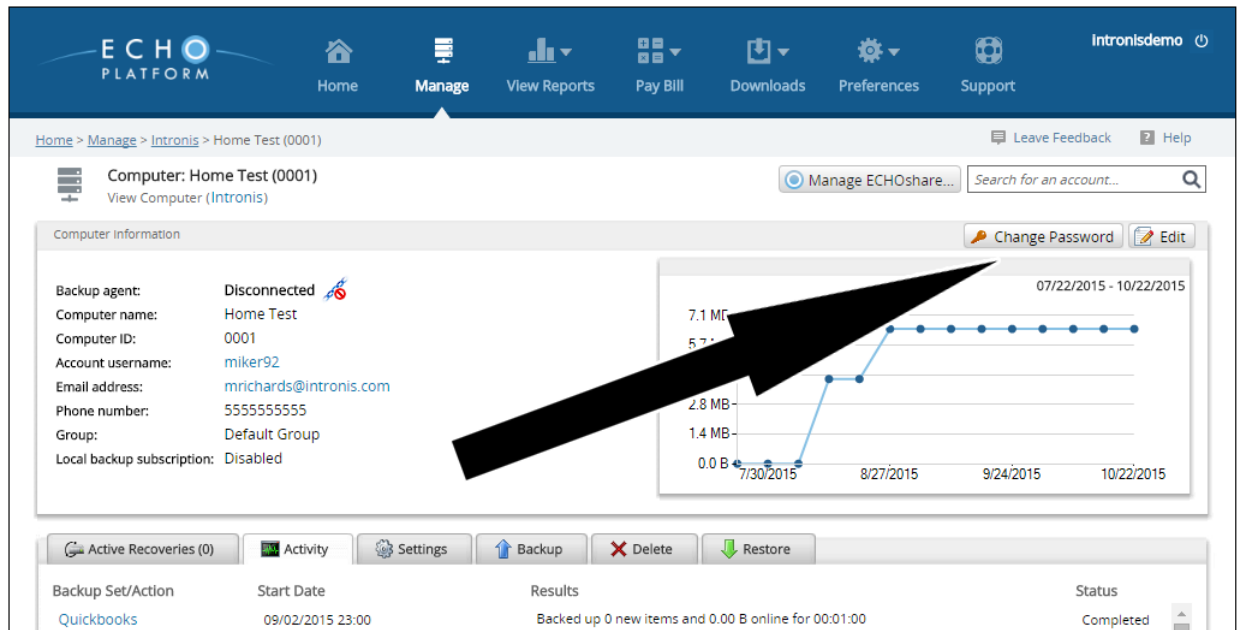 ECHO
PLATFORM
Home
Manage
View Reports
Pay Bill
Downloads
Preferences
Support
intronisdemo
Home > Manage > Intronis > Home Test (0001)
Leave Feedback
? Help
Computer: Home Test (0001)
View Computer (Intronis)
Manage ECHOshare...
Search for an account...
Computer Information
Change Password
Edit
Backup agent: Disconnected
Computer name: Home Test
Computer ID: 0001
Account username: miker92
Email address: mrichards@intronis.com
Phone number: 5555555555
Group: Default Group
Local backup subscription: Disabled
07/22/2015 - 10/22/2015
7.1
2.8 MB
1.4 MB
0.0 B
7/30/2015 8/27/2015 9/24/2015 10/22/2015
Active Recoveries (0)
Activity
Settings
Backup
Delete
Restore
Backup Set/Action Start Date Results Status
Quickbooks 09/02/2015 23:00 Backed up 0 new items and 0.00 B online for 00:01:00 Completed